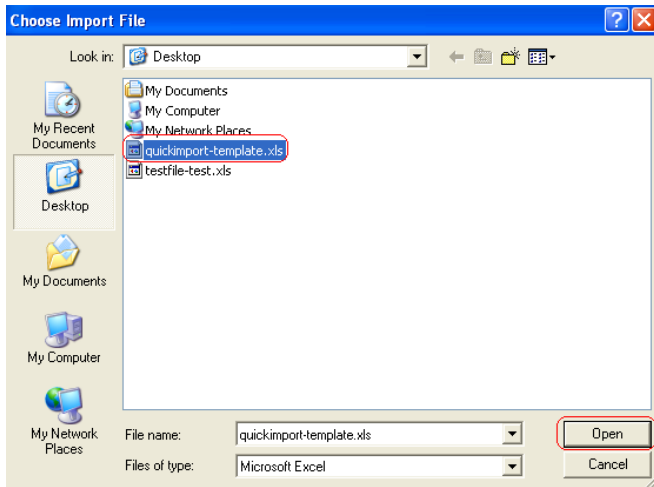 Choose Import File
Look in:
Desktop
My Documents
My Computer
My Network Places
quickimport-template.xls
testfile-test.xls
My Recent
Documents
Desktop
My Documents
My Computer
My Network
Places
File name:
quickimport-template.xls
Open
Files of type:
Microsoft Excel
Cancel